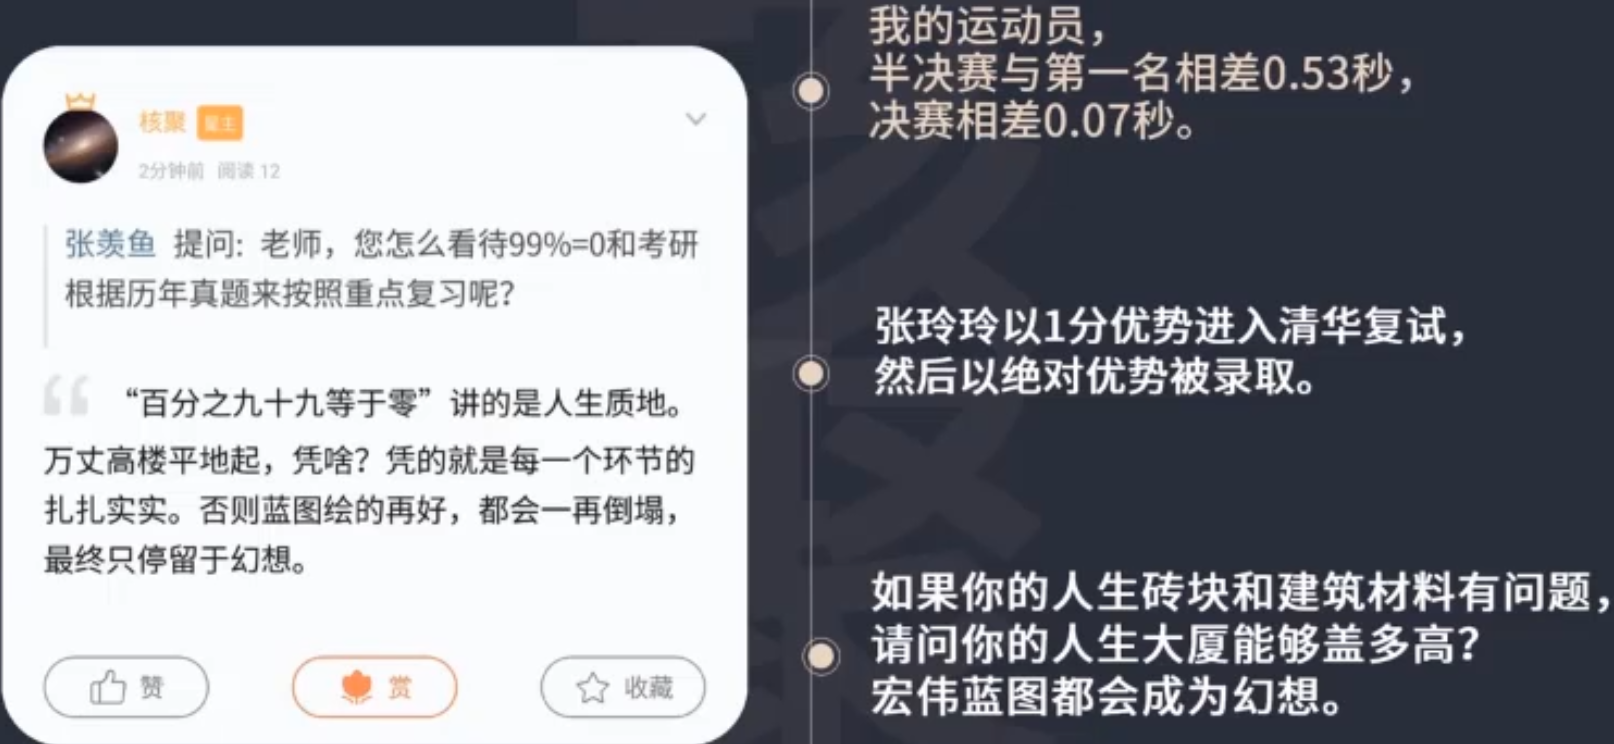 核聚 星主
2分钟前 阅读 12
张羡鱼 提问: 老师，您怎么看待99%=0和考研
根据历年真题来按照重点复习呢？
“百分之九十九等于零”讲的是人生质地。
万丈高楼平地起，凭啥？凭的就是每一个环节的
扎扎实实。否则蓝图绘的再好，都会一再倒塌，
最终只停留于幻想。
赞
赏
收藏
我的运动员，
半决赛与第一名相差0.53秒，
决赛相差0.07秒。
张玲玲以1分优势进入清华复试，
然后以绝对优势被录取。
如果你的人生砖块和建筑材料有问题，
请问你的人生大厦能够盖多高？
宏伟蓝图都会成为幻想。